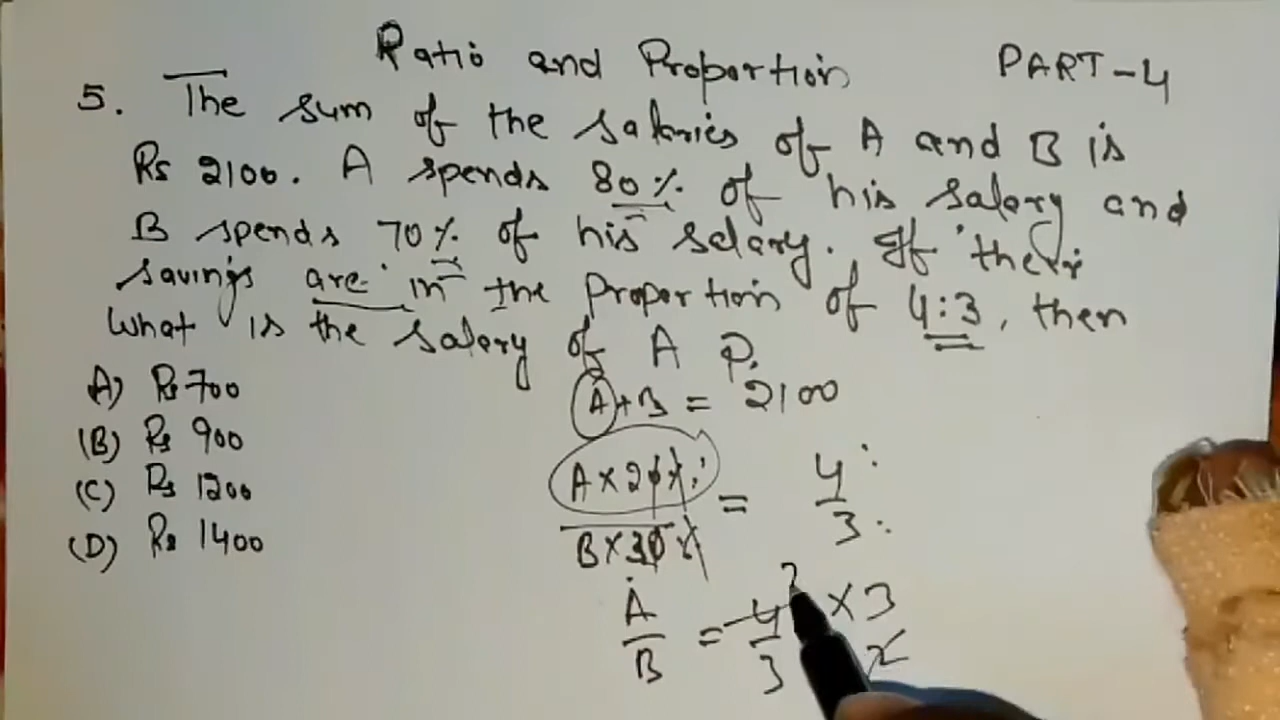 Ratio and Proportion PART-4
5. The sum of the salaries of A and B is
Rs 2100. A spends 80% of his salary and
B spends 70% of his salary. If their
savings are in the proportion of 4:3, then
What is the salary of A ?.
A) Rs 700
(B) Rs 900
(C) Rs 1200
(D) Rs 1400
A+B = 2100
A×20% : = 4 :
B×30% 3 :
A = 4 2 ×3
B 3 2